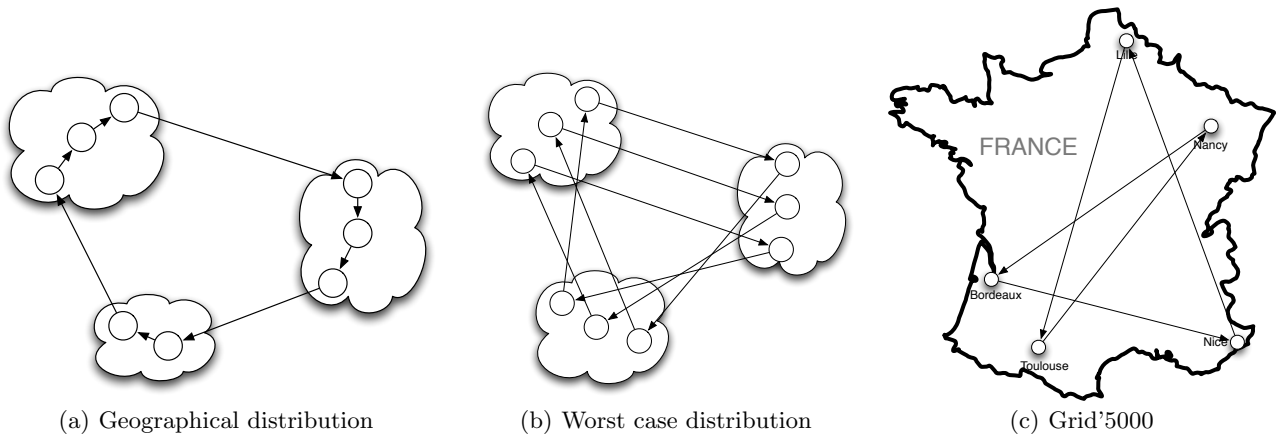 Lille
FRANCE
Nancy
Bordeaux
Nice
Toulouse
(a) Geographical distribution
(b) Worst case distribution
(c) Grid'5000